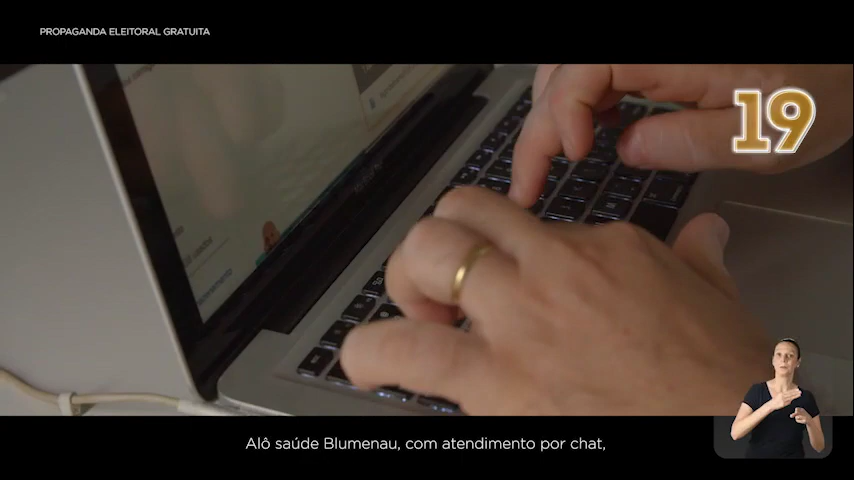 PROPAGANDA ELEITORAL GRATUITA
19
Alô saúde Blumenau, com atendimento por chat,